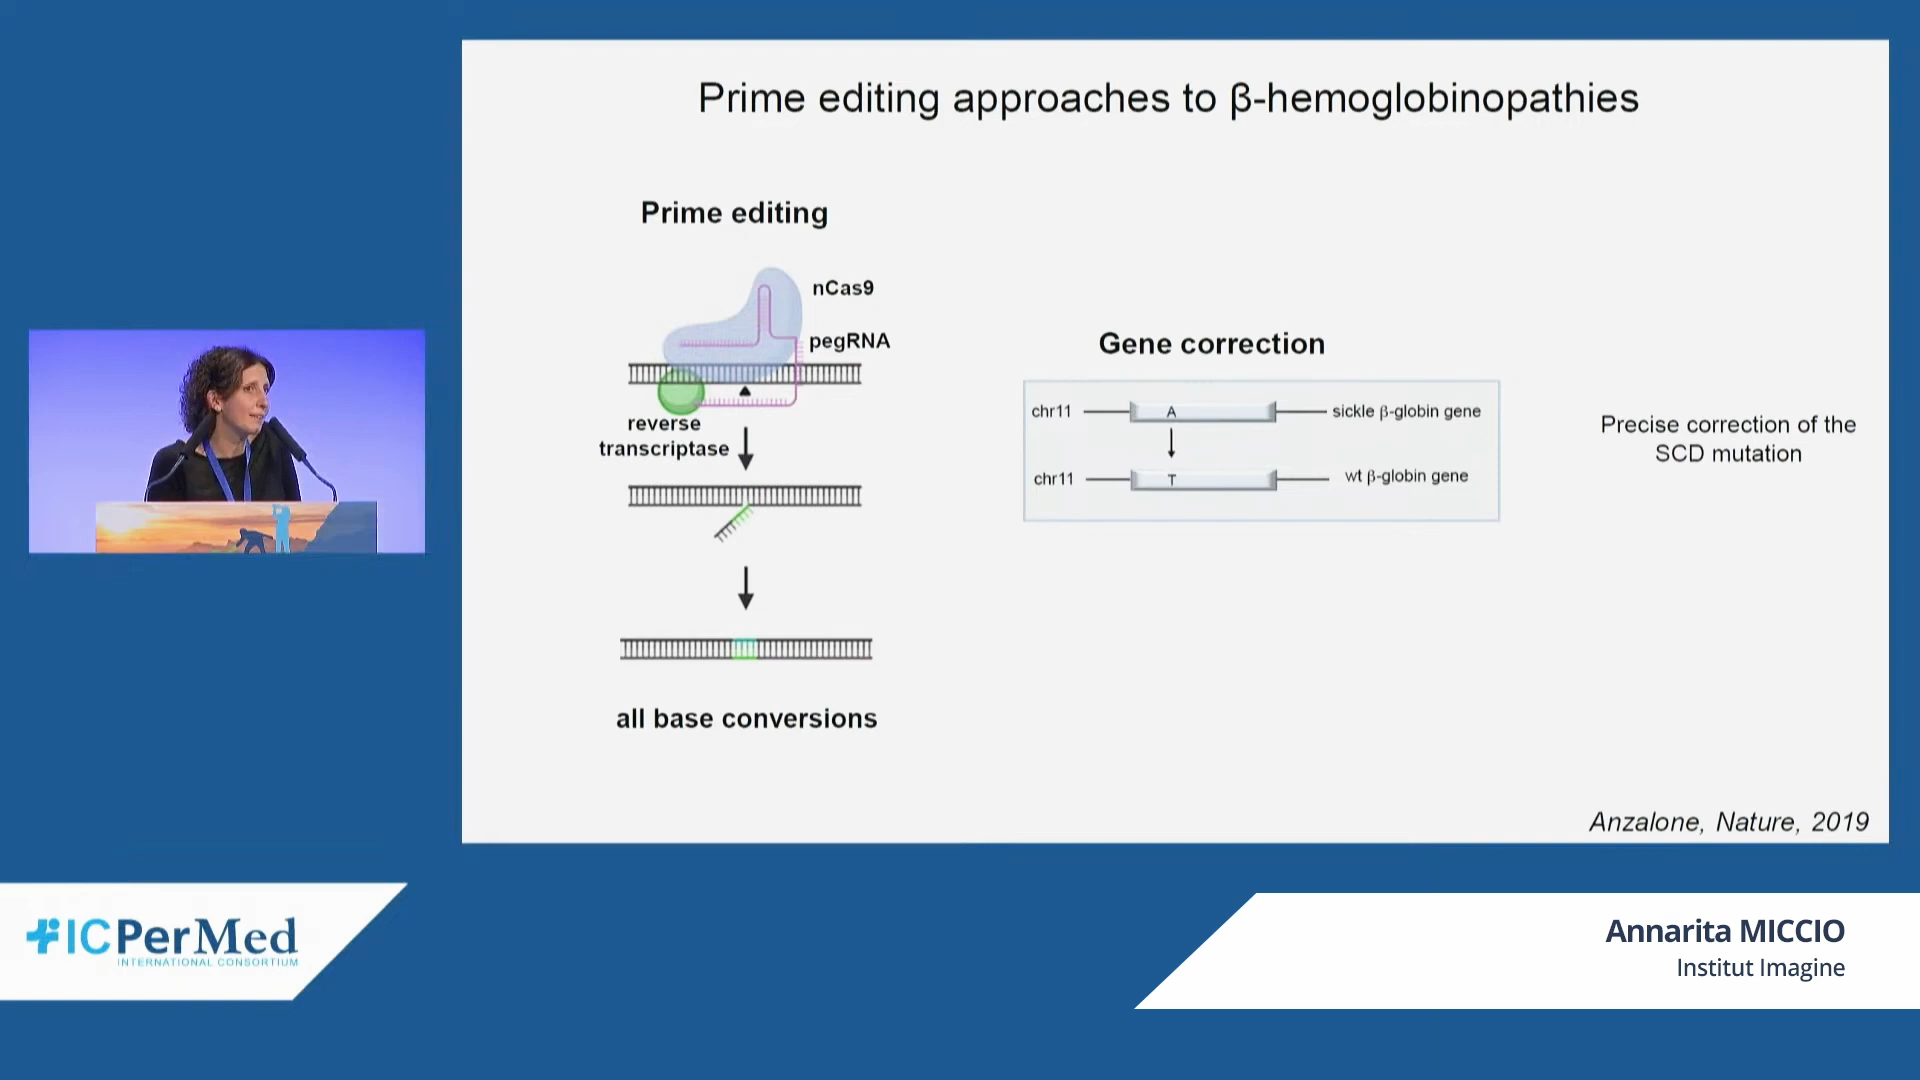 Prime editing approaches to β-hemoglobinopathies
Prime editing
nCas9
pegRNA
reverse
transcriptase
all base conversions
Gene correction
chr11
A
sickle β-globin gene
chr11
T
wt β-globin gene
Precise correction of the
SCD mutation
Anzalone, Nature, 2019
ICPerMed
INTERNATIONAL CONSORTIUM
Annarita MICCIO
Institut Imagine